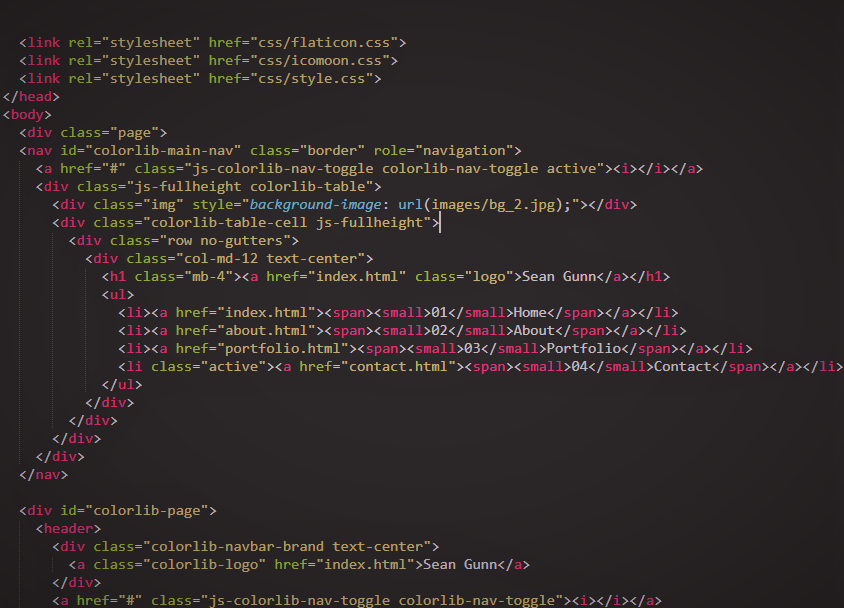 <link rel="stylesheet" href="css/flaticon.css">
<link rel="stylesheet" href="css/icomoon.css">
<link rel="stylesheet" href="css/style.css">
</head>
<body>
<div class="page">
<nav id="colorlib-main-nav" class="border" role="navigation">
<a href="#" class="js-colorlib-nav-toggle colorlib-nav-toggle active"><i></i></a>
<div class="js-fullheight colorlib-table">
<div class="img" style="background-image: url(images/bg_2.jpg);"></div>
<div class="colorlib-table-cell js-fullheight">
<div class="row no-gutters">
<div class="col-md-12 text-center">
<h1 class="mb-4"><a href="index.html" class="logo">Sean Gunn</a></h1>
<ul>
<li><a href="index.html"><span><small>01</small>Home</span></a></li>
<li><a href="about.html"><span><small>02</small>About</span></a></li>
<li><a href="portfolio.html"><span><small>03</small>Portfolio</span></a></li>
<li class="active"><a href="contact.html"><span><small>04</small>Contact</span></a></li>
</ul>
</div>
</div>
</div>
</div>
</nav>
<div id="colorlib-page">
<header>
<div class="colorlib-navbar-brand text-center">
<a class="colorlib-logo" href="index.html">Sean Gunn</a>
</div>
<a href="#" class="js-colorlib-nav-toggle colorlib-nav-toggle"><i></i></a>